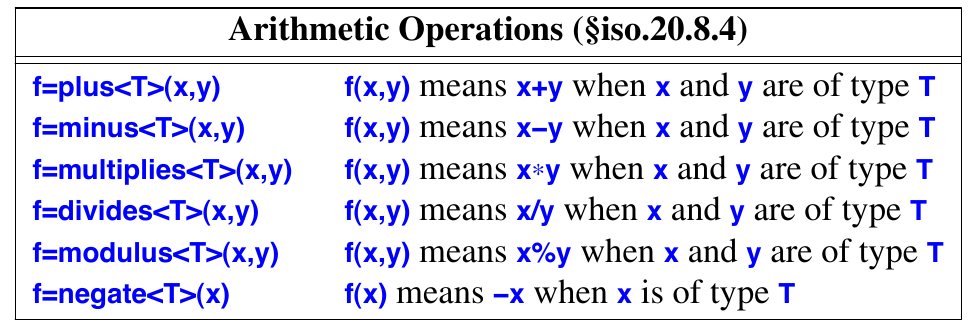 Arithmetic Operations (§iso.20.8.4)
f=plus<T>(x,y) f(x,y) means x+y when x and y are of type T
f=minus<T>(x,y) f(x,y) means x−y when x and y are of type T
f=multiplies<T>(x,y) f(x,y) means x*y when x and y are of type T
f=divides<T>(x,y) f(x,y) means x/y when x and y are of type T
f=modulus<T>(x,y) f(x,y) means x%y when x and y are of type T
f=negate<T>(x) f(x) means −x when x is of type T